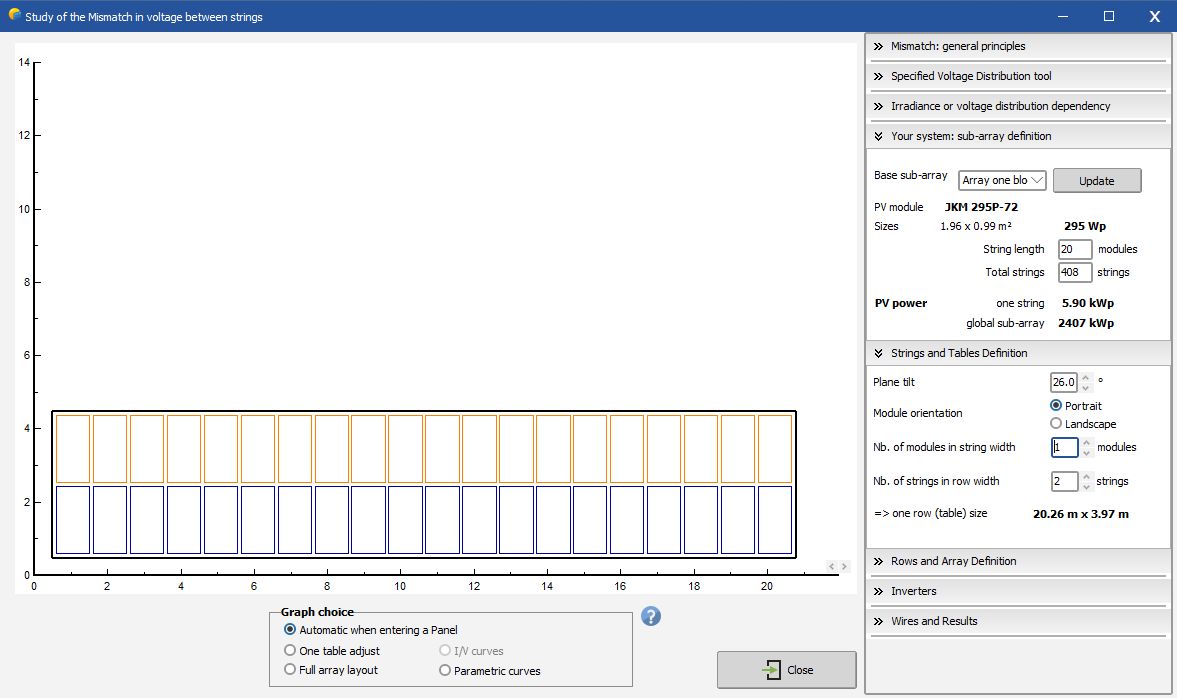 Study of the Mismatch in voltage between strings
14
12
10
8
6
4
2
0
0 2 4 6 8 10 12 14 16 18 20
Graph choice
Automatic when entering a Panel
One table adjust
I/V curves
Full array layout
Parametric curves
?
Close
Mismatch: general principles
Specified Voltage Distribution tool
Irradiance or voltage distribution dependency
Your system: sub-array definition
Base sub-array Array one blo Update
PV module JKM 295P-72
Sizes 1.96 x 0.99 m² 295 Wp
String length 20 modules
Total strings 408 strings
PV power one string 5.90 kWp
global sub-array 2407 kWp
Strings and Tables Definition
Plane tilt 26.0 °
Module orientation
Portrait
Landscape
Nb. of modules in string width 1 modules
Nb. of strings in row width 2 strings
=> one row (table) size 20.26 m x 3.97 m
Rows and Array Definition
Inverters
Wires and Results